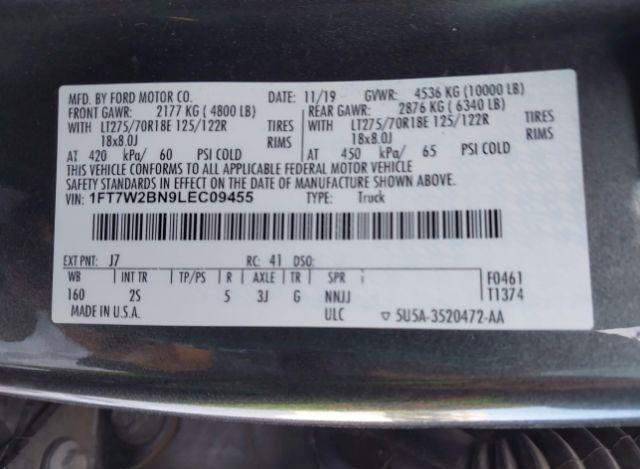 MFD. BY FORD MOTOR CO. DATE: 11/19 GVWR: 4536 KG (10000 LB)
FRONT GAWR: 2177 KG ( 4800 LB) REAR GAWR: 2876 KG ( 6340 LB)
WITH LT275/70R18E 125/122R TIRES WITH LT275/70R18E 125/122R TIRES
18x8.0J RIMS 18x8.0J RIMS
AT 420 kPa/ 60 PSI COLD AT 450 kPa/ 65 PSI COLD
THIS VEHICLE CONFORMS TO ALL APPLICABLE FEDERAL MOTOR VEHICLE
SAFETY STANDARDS IN EFFECT ON THE DATE OF MANUFACTURE SHOWN ABOVE.
VIN: 1FT7W2BN9LEC09455 TYPE: Truck
EXT PNT: J7 RC: 41 DSO:
WB INT TR TP/PS R AXLE TR SPR F0461
160 2S 5 3J G NNJJ T1374
MADE IN U.S.A. ULC ▽ 5U5A-3520472-AA